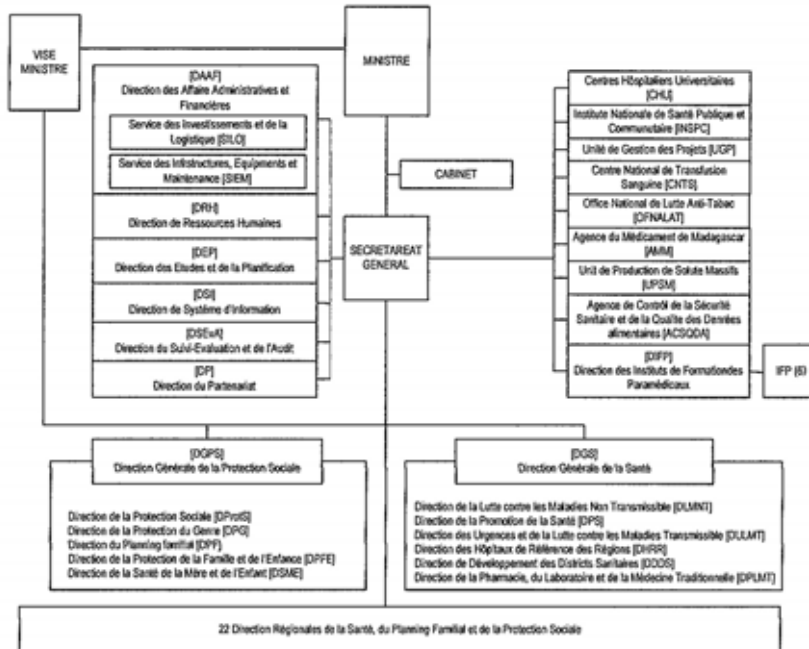 VISE
MINISTRE
MINISTRE
[DAAF]
Direction des Affaire Administratives et
Financières
Service des Investissements et de la
Logistique [SILO]
Service des Infistructures, Equipments et
Maintenance [SIEM]
[DRH]
Direction de Ressources Humaines
[DEP]
Direction des Etudes et de la Planification
[DSI]
Direction de Système d'Information
[DSEvA]
Direction du Suivi-Evaluation et de l'Audit
[DP]
Direction du Partenariat
CABINET
SECRETAREAT
GENERAL
Centres Hôspitaliers Universitaires
[CHU]
Institute Nationale de Santé Publique et
Communutaire [INSPC]
Unité de Gestion des Projets [UGP]
Centre National de Transfusion
Sanguine [CNTS]
Office National de Lutte Anti-Tabac
[OFNALAT]
Agence du Médicament de Madagascar
[AMM]
Unit de Production de Solute Massifs
[UPSM]
Agence de Contrôl de la Sécurité
Sanitaire et de la Qualite des Denrées
alimentaires [ACSQDA]
[DIFP]
Direction des Instituts de Formationdes
Paramédicaux
IFP (6)
[DGPS]
Direction Générale de la Protection Sociale
Direction de la Protection Sociale [DProtS]
Direction de la Protection du Genre [DPG]
Direction du Planning familial [DPF]
Direction de la Protection de la Famille et de l'Enfance [DPFE]
Direction de la Santé de la Mère et de l'Enfant [DSME]
[DGS]
Direction Générale de la Santé
Direction de la Lutte contre les Maladies Non Transmissible [DLMNT]
Direction de la Promotion de la Santé [DPS]
Direction des Urgences et de la Lutte contre les Maladies Transmissible [DULMT]
Direction des Hôpitaux de Référence des Régions [DHRR]
Direction de Développement des Districts Sanitaires [DDDS]
Direction de la Pharmacie, du Laboratoire et de la Médecine Traditionnelle [DPLMT]
22 Direction Régionales de la Santé, du Planning Familial et de la Protection Sociale